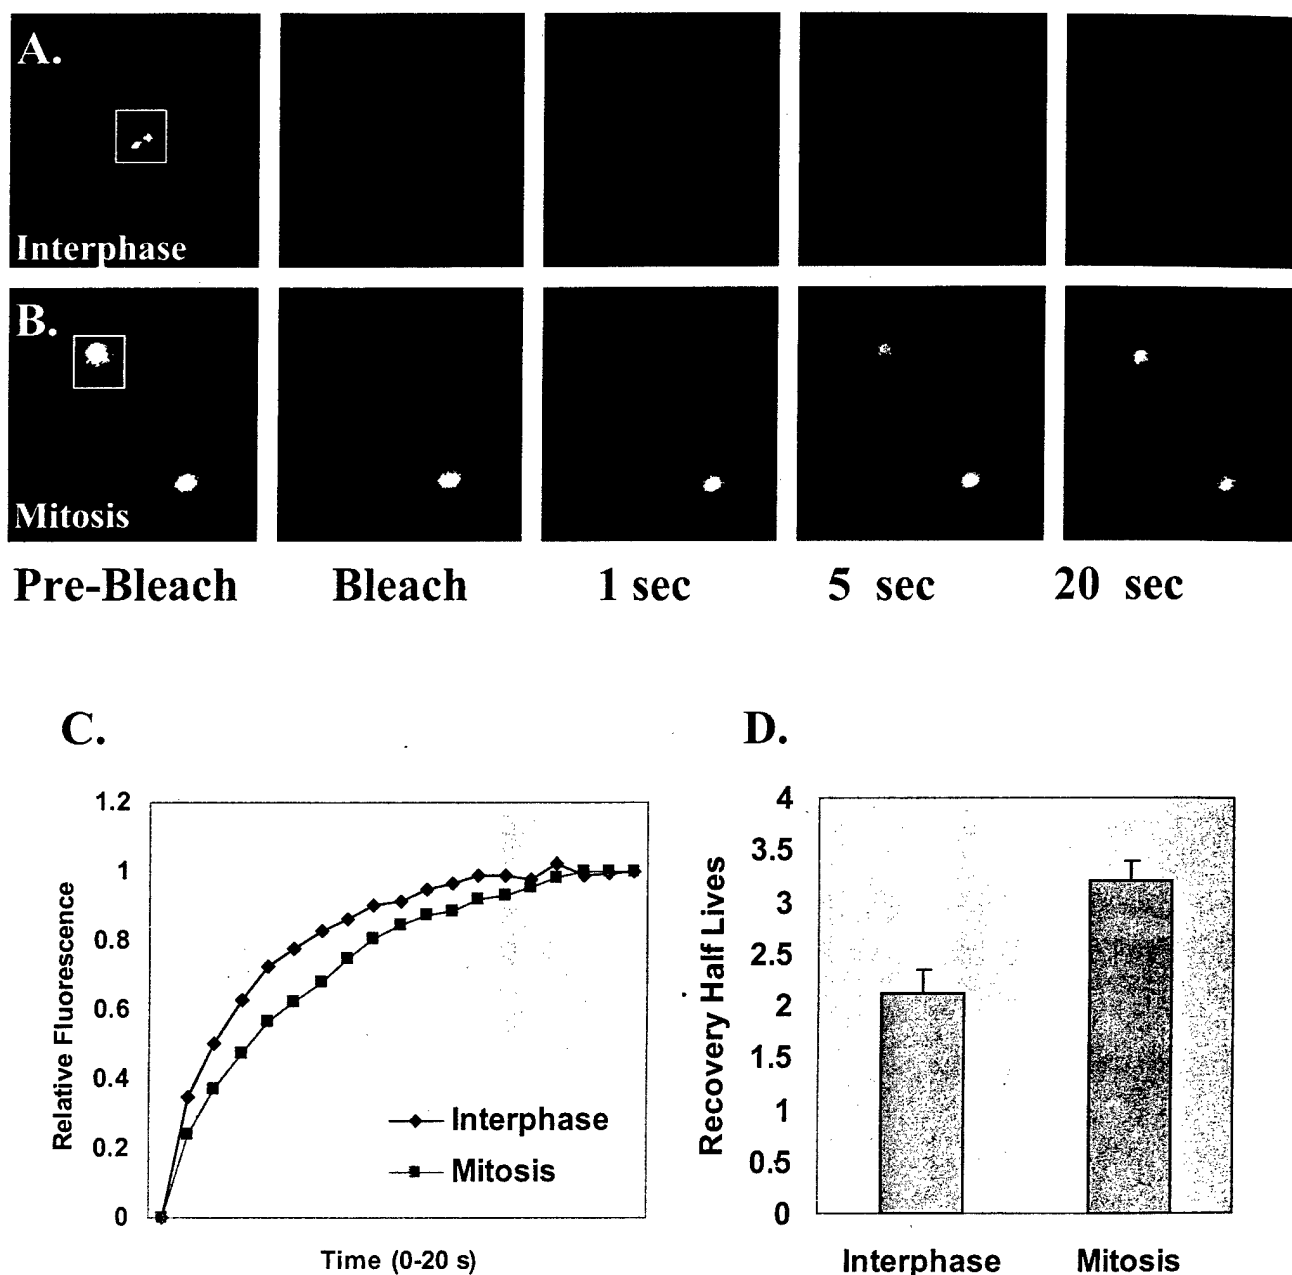 A.
Interphase
B.
Mitosis
Pre-Bleach Bleach 1 sec 5 sec 20 sec
C.
D.
1.2
1
0.8
0.6
0.4
0.2
0
Relative Fluorescence
Interphase
Mitosis
Time (0-20 s)
4
3.5
3
2.5
2
1.5
1
0.5
0
Recovery Half Lives
Interphase Mitosis